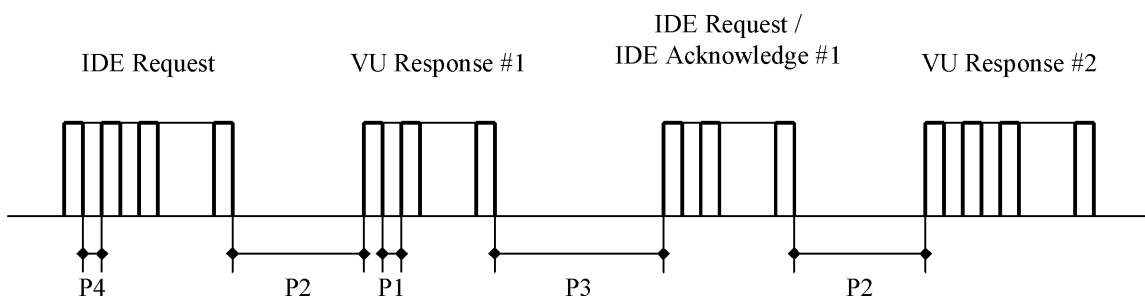 IDE Request
VU Response #1
IDE Request /
IDE Acknowledge #1
VU Response #2
P4
P2
P1
P3
P2